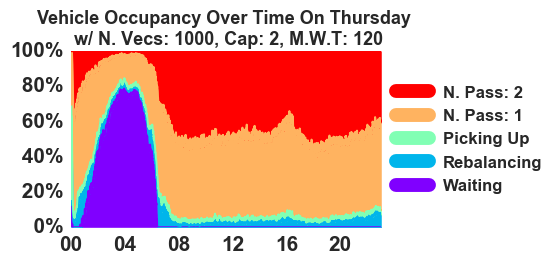 Vehicle Occupancy Over Time On Thursday
w/ N. Vecs: 1000, Cap: 2, M.W.T: 120
100%
80%
60%
40%
20%
0%
00 04 08 12 16 20
N. Pass: 2
N. Pass: 1
Picking Up
Rebalancing
Waiting